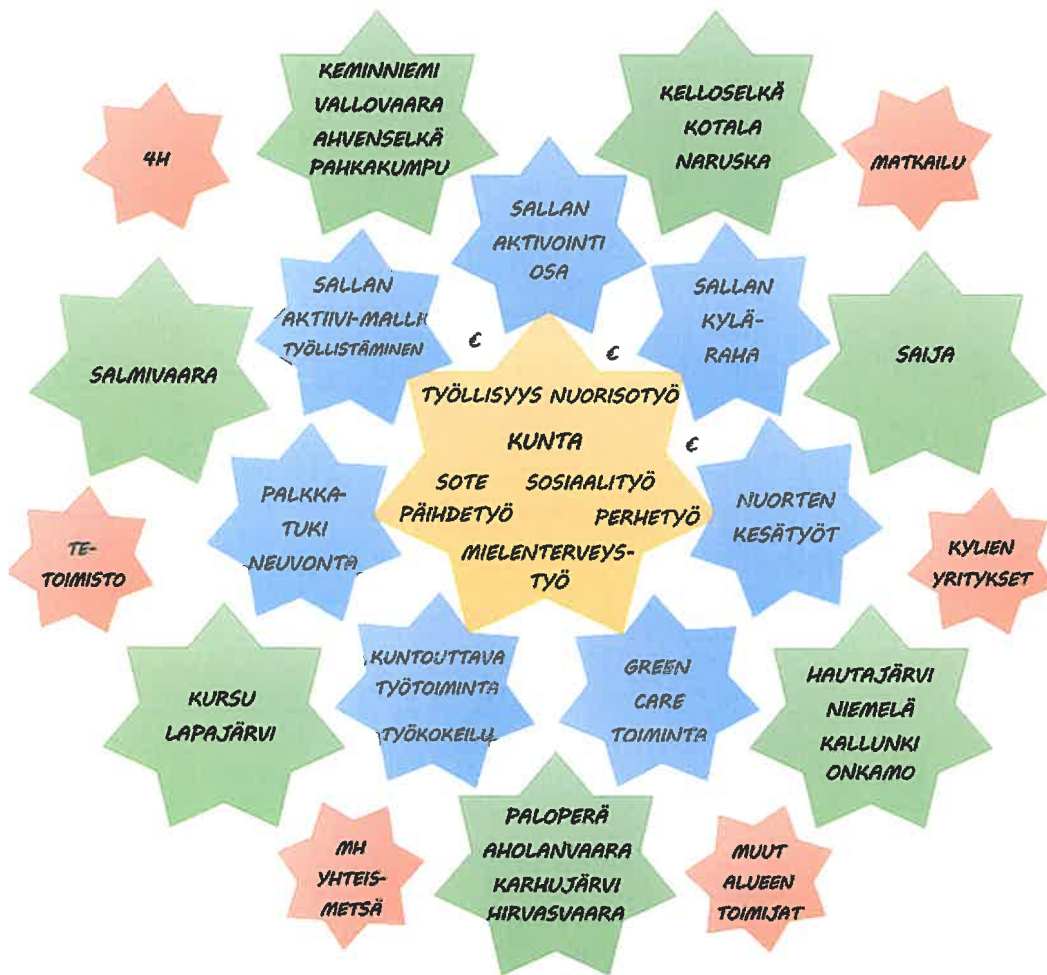 KEMINNIEMI
VALLOVAARA
AHVENSELKÄ
PAHKAKUMPU
KELLOSELKÄ
KOTALA
NARUSKA
4H
MATKAILU
SALLAN
AKTIVOINTI
OSA
SALLAN
AKTIIVI-MALLI
TYÖLLISTÄMINEN
SALLAN
KYLÄ-
RAHA
€
€
SALMIVAARA
SAIJA
TYÖLLISYYS NUORISOTYÖ
KUNTA
€
SOTE SOSIAALITYÖ
PÄIHDETYÖ PERHETYÖ
MIELENTERVEYS-
TYÖ
PALKKA-
TUKI
NEUVONTA
NUORTEN
KESÄTYÖT
TE-
TOIMISTO
KYLIEN
YRITYKSET
KURSU
LAPAJÄRVI
KUNTOUTTAVA
TYÖTOIMINTA
TYÖKOKEILU
GREEN
CARE
TOIMINTA
HAUTAJÄRVI
NIEMELÄ
KALLUNKI
ONKAMO
MH
YHTEIS-
METSÄ
PALOPERÄ
AHOLANVAARA
KARHUJÄRVI
HIRVASVAARA
MUUT
ALUEEN
TOIMIJAT